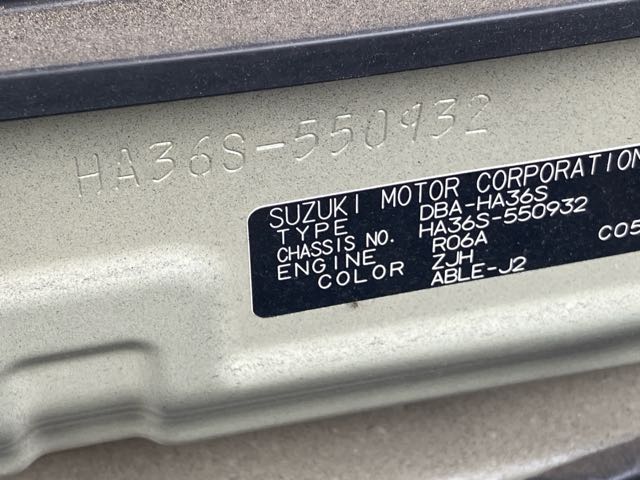 HA36S-550932
SUZUKI MOTOR CORPORATION
TYPE DBA-HA36S
CHASSIS NO. HA36S-550932
ENGINE R06A C05
COLOR ZJH
ABLE-J2